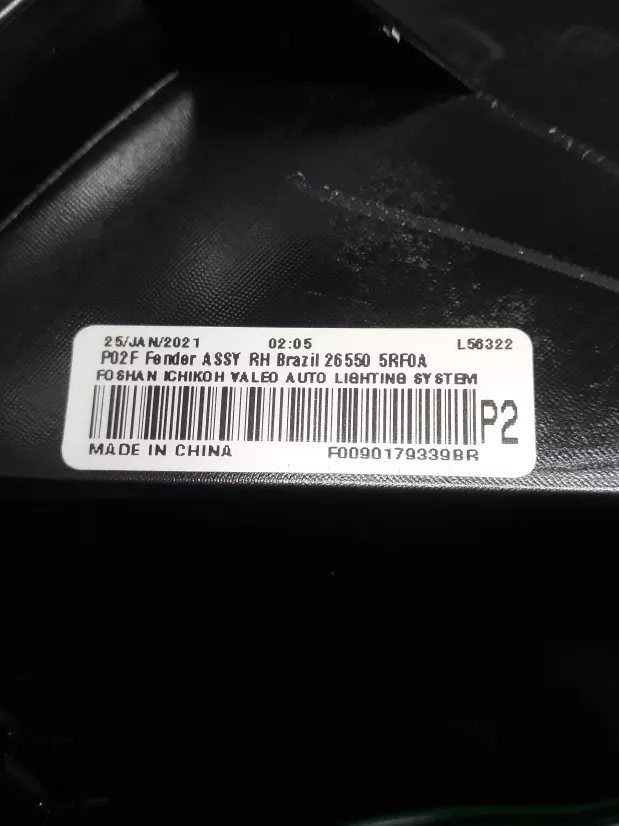 25/JAN/2021 02:05 L56322
P02F Fender ASSY RH Brazil 26550 5RF0A
FOSHAN ICHIKOH VALEO AUTO LIGHTING SYSTEM
P2
MADE IN CHINA F0090179339BR